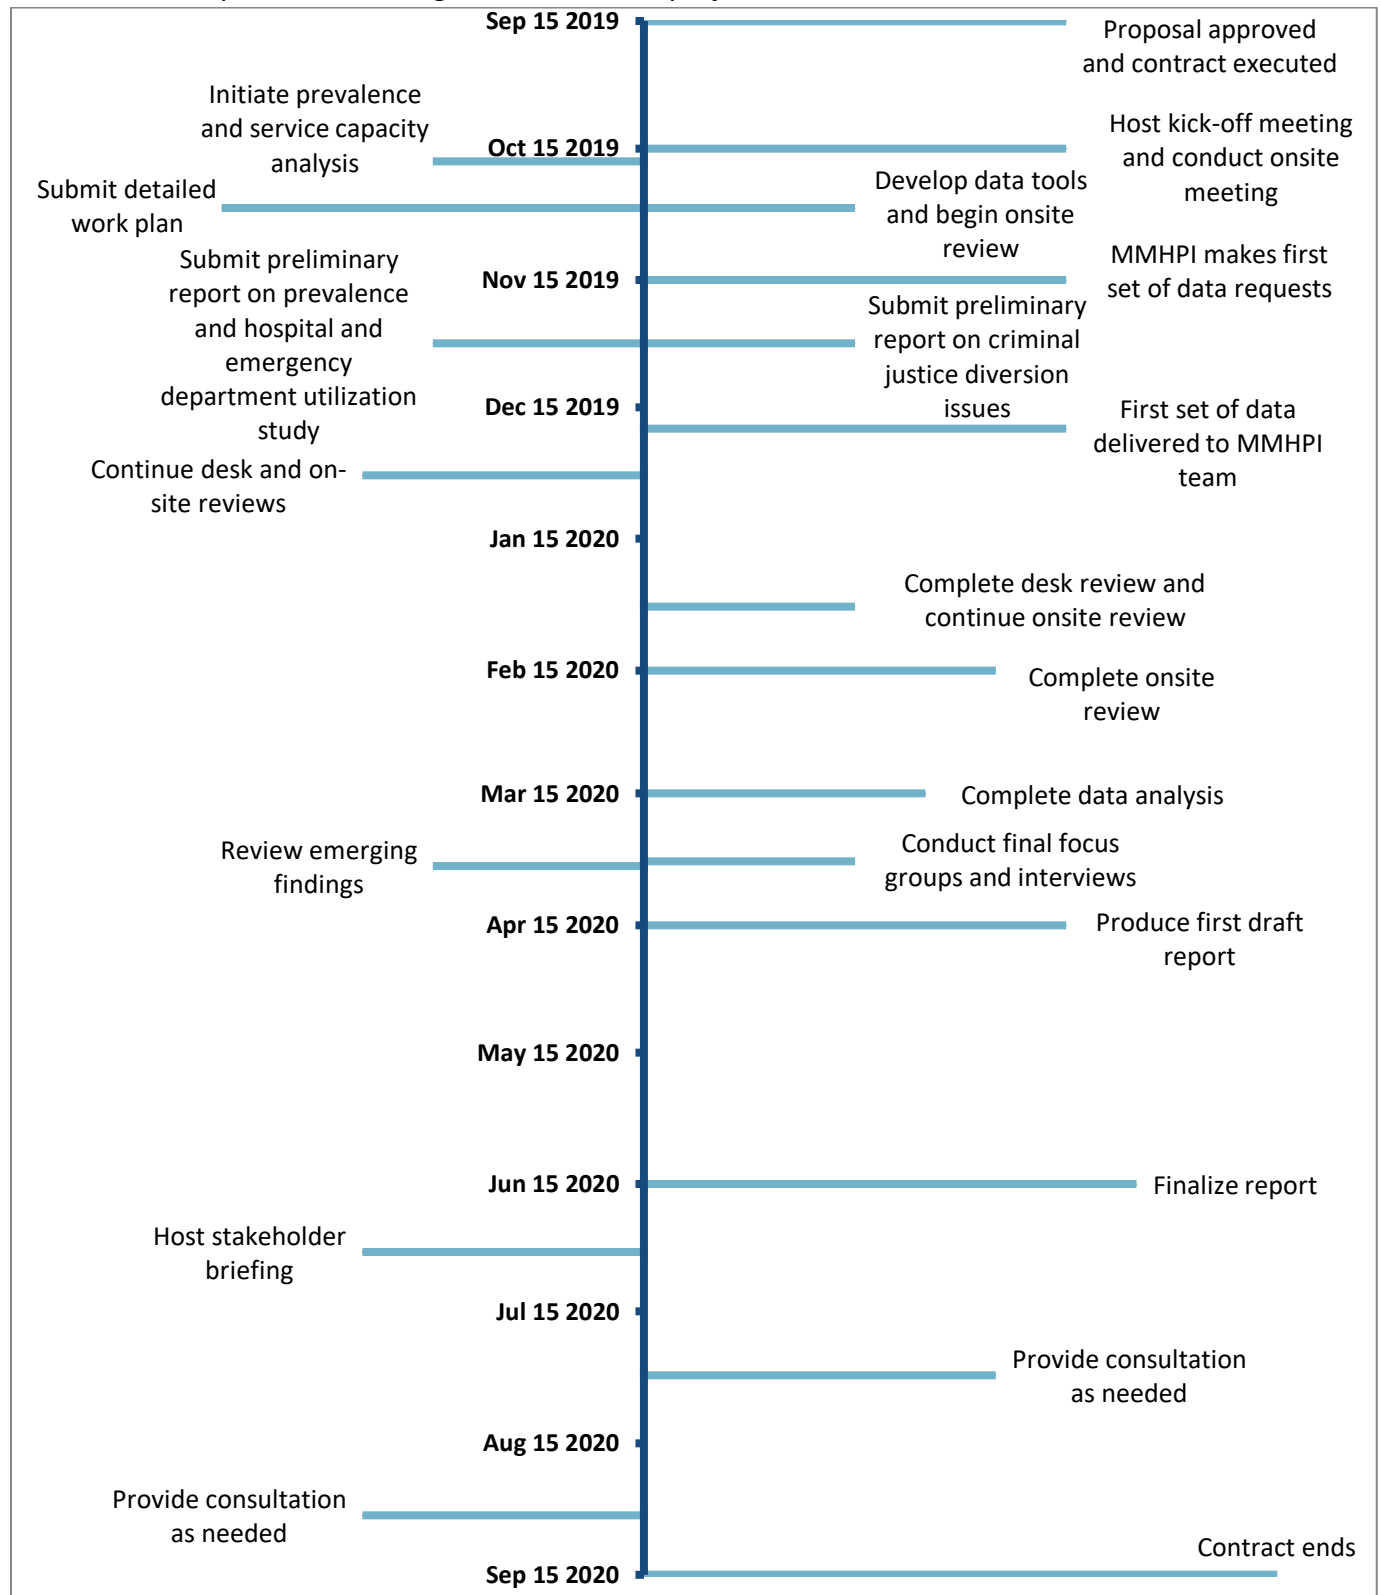 Sep 15 2019
Proposal approved
and contract executed
Initiate prevalence
and service capacity
analysis
Oct 15 2019
Host kick-off meeting
and conduct onsite
meeting
Submit detailed
work plan
Develop data tools
and begin onsite
review
Submit preliminary
report on prevalence
and hospital and
emergency
department utilization
study
Nov 15 2019
MMHPI makes first
set of data requests
Submit preliminary
report on criminal
justice diversion
issues
Dec 15 2019
First set of data
delivered to MMHPI
team
Continue desk and on-
site reviews
Jan 15 2020
Complete desk review and
continue onsite review
Feb 15 2020
Complete onsite
review
Mar 15 2020
Complete data analysis
Review emerging
findings
Conduct final focus
groups and interviews
Apr 15 2020
Produce first draft
report
May 15 2020
Jun 15 2020
Finalize report
Host stakeholder
briefing
Jul 15 2020
Provide consultation
as needed
Aug 15 2020
Provide consultation
as needed
Contract ends
Sep 15 2020